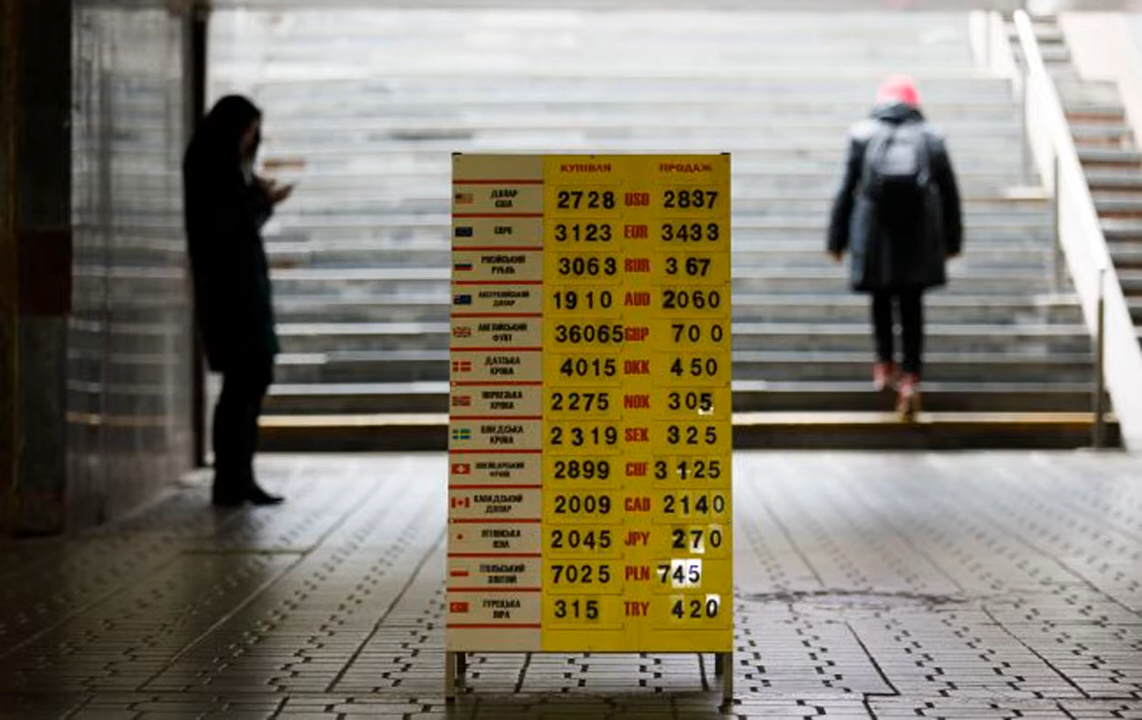 КУПІВЛЯ ПРОДАЖ
ДОЛАР США 2728 USD 2837
ЄВРО 3123 EUR 3433
РОСІЙСЬКИЙ РУБЛЬ 3063 RUR 367
АВСТРАЛІЙСЬКИЙ ДОЛАР 1910 AUD 2060
АНГЛІЙСЬКИЙ ФУНТ 36065 GBP 700
ДАТСЬКА КРОНА 4015 DKK 450
НОРВЕЗЬКА КРОНА 2275 NOK 305
ШВЕДСЬКА КРОНА 2319 SEK 325
ШВЕЙЦАРСЬКИЙ ФРАНК 2899 CHF 3125
КАНАДСЬКИЙ ДОЛАР 2009 CAD 2140
ЯПОНСЬКА ЄНА 2045 JPY 270
ПОЛЬСЬКИЙ ЗЛОТИЙ 7025 PLN 745
ТУРЕЦЬКА ЛІРА 315 TRY 420